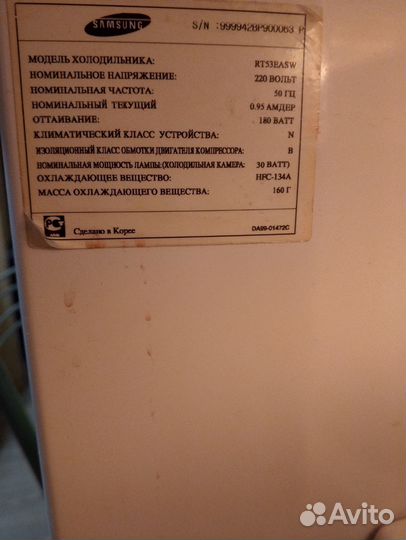 SAMSUNG S/N :999942BP900063 P
МОДЕЛЬ ХОЛОДИЛЬНИКА: RT53EASW
НОМИНАЛЬНОЕ НАПРЯЖЕНИЕ: 220 ВОЛЬТ
НОМИНАЛЬНАЯ ЧАСТОТА: 50 ГЦ
НОМИНАЛЬНЫЙ ТЕКУЩИЙ 0.95 АМДЕР
ОТТАИВАНИЕ: 180 ВАТТ
КЛИМАТИЧЕСКИЙ КЛАСС УСТРОЙСТВА: N
ИЗОЛЯЦИОННЫЙ КЛАСС ОБМОТКИ ДВИГАТЕЛЯ КОМПРЕССОРА: B
НОМИНАЛЬНАЯ МОЩНОСТЬ ЛАМПЫ:(ХОЛОДИЛЬНАЯ КАМЕРА: 30 ВАТТ)
ОХЛАЖДАЮЩЕЕ ВЕЩЕСТВО: HFC-134A
МАССА ОХЛАЖДАЮЩЕГО ВЕЩЕСТВА: 160 Г
Сделано в Корее DA99-01472C
Avito